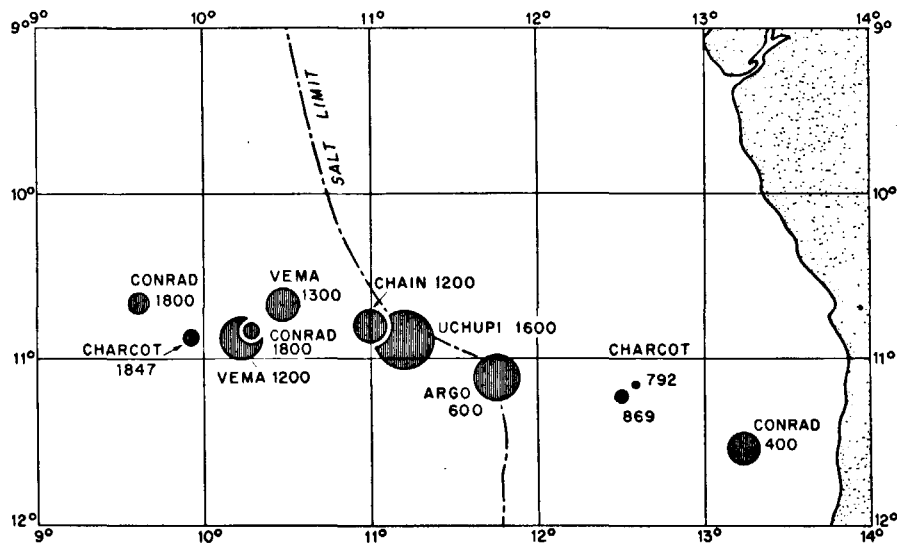 9° 10° 11° 12° 13° 14°
9° 9°
SALT LIMIT
10° 10°
CONRAD
1800
VEMA
1300
CHAIN 1200
UCHUPI 1600
CONRAD
1800
CHARCOT
1847
VEMA 1200
11° 11°
CHARCOT
792
869
ARGO
600
CONRAD
400
12° 12°
9° 10° 11° 12° 13° 14°